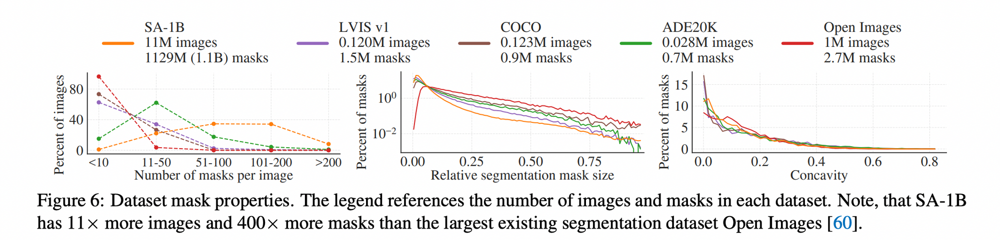 SA-1B
11M images
1129M (1.1B) masks
LVIS v1
0.120M images
1.5M masks
COCO
0.123M images
0.9M masks
ADE20K
0.028M images
0.7M masks
Open Images
1M images
2.7M masks
Percent of images
80
40
0
<10 11-50 51-100 101-200 >200
Number of masks per image
Percent of masks
10⁰
10⁻²
0.00 0.25 0.50 0.75
Relative segmentation mask size
Percent of masks
15
10
5
0
0.0 0.2 0.4 0.6 0.8
Concavity
Figure 6: Dataset mask properties. The legend references the number of images and masks in each dataset. Note, that SA-1B
has 11× more images and 400× more masks than the largest existing segmentation dataset Open Images [60].